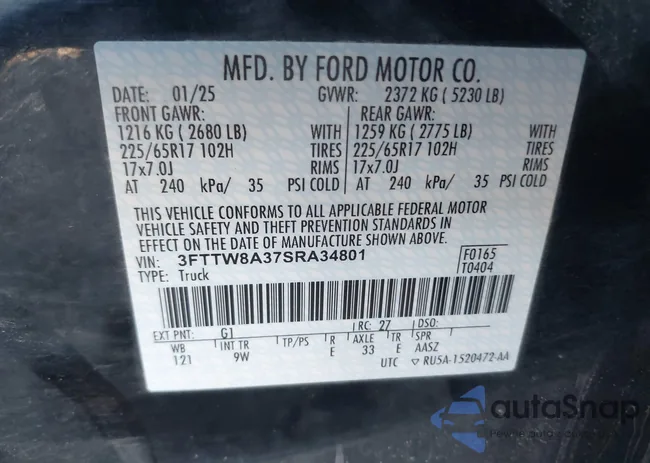 MFD. BY FORD MOTOR CO.
DATE: 01/25 GVWR: 2372 KG ( 5230 LB)
FRONT GAWR: REAR GAWR:
1216 KG ( 2680 LB) WITH 1259 KG ( 2775 LB) WITH
225/65R17 102H TIRES 225/65R17 102H TIRES
17x7.0J RIMS 17x7.0J RIMS
AT 240 kPa/ 35 PSI COLD AT 240 kPa/ 35 PSI COLD
THIS VEHICLE CONFORMS TO ALL APPLICABLE FEDERAL MOTOR
VEHICLE SAFETY AND THEFT PREVENTION STANDARDS IN
EFFECT ON THE DATE OF MANUFACTURE SHOWN ABOVE.
VIN: 3FTTW8A37SRA34801 F0165
TYPE: Truck T0404
EXT PNT: G1 RC: 27 DSO:
WB INT TR TP/PS R AXLE TR SPR
121 9W E 33 E AASZ
UTC ▽ RU5A-1520472-AA
autoSnap